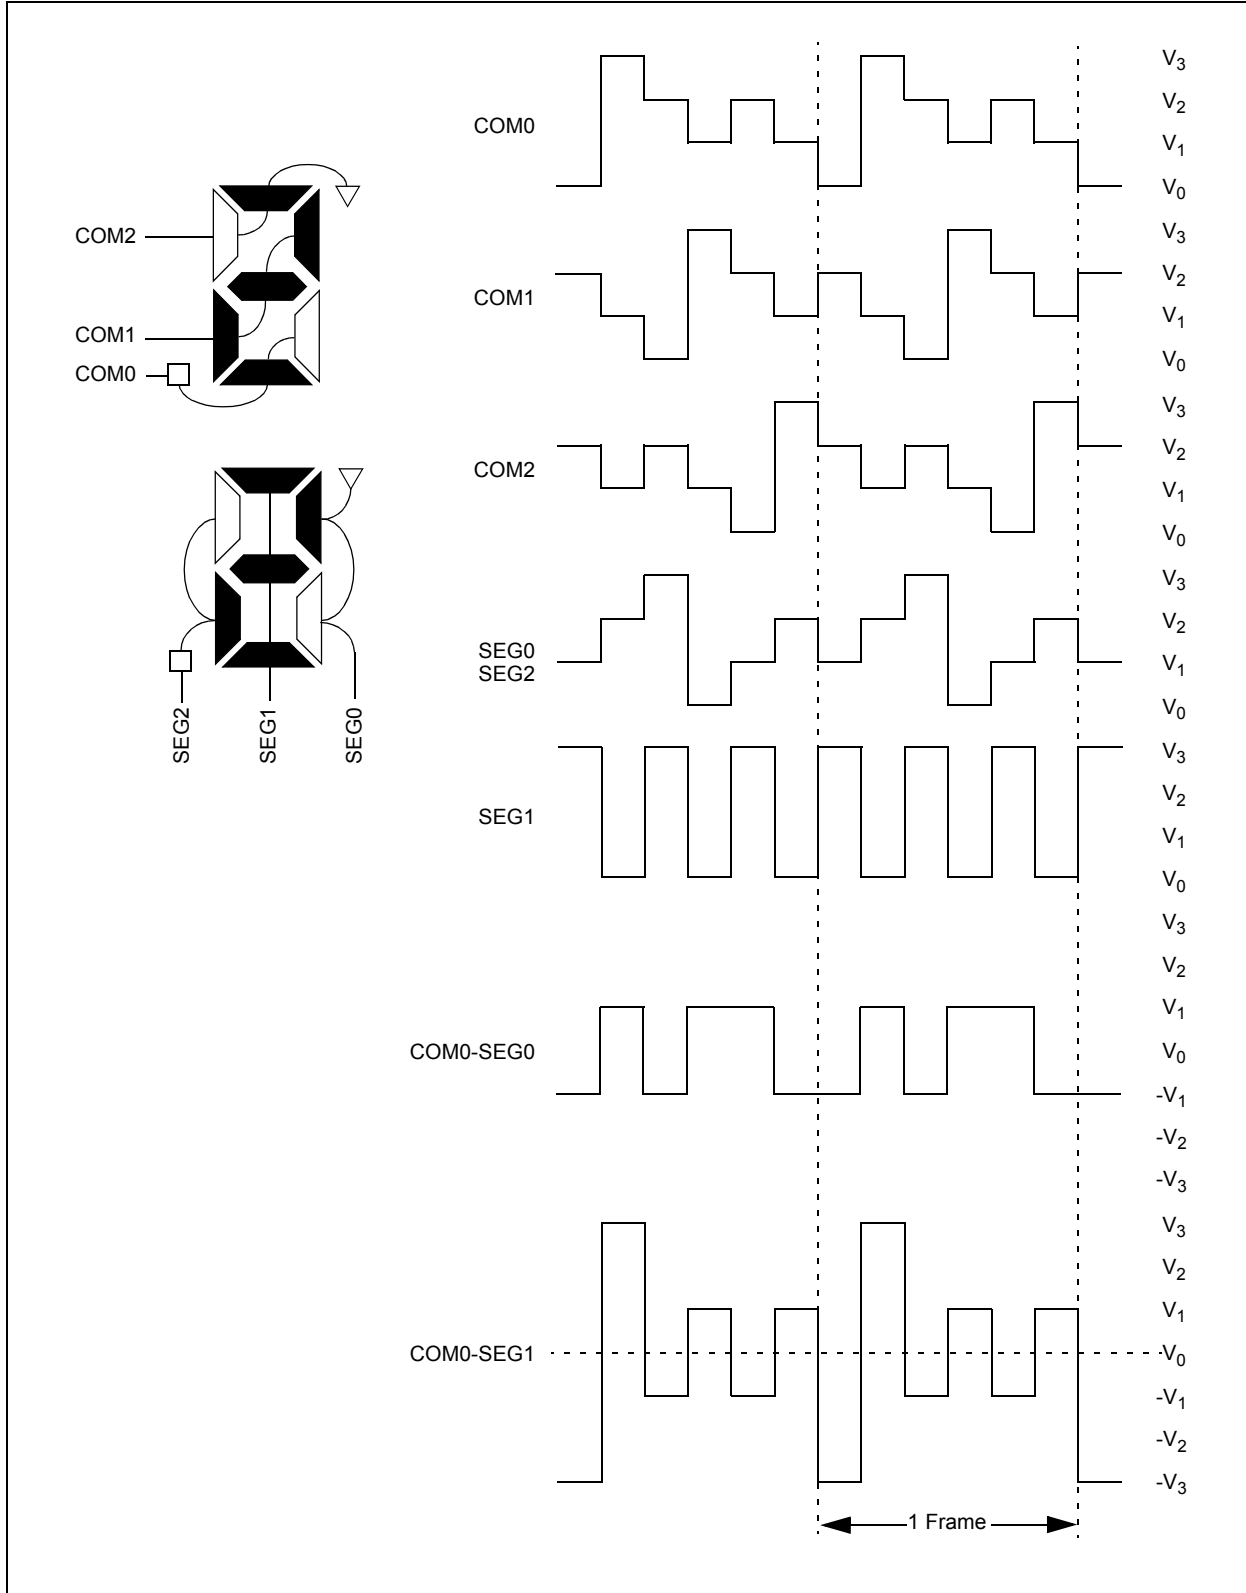 COM2
COM1
COM0
SEG2
SEG1
SEG0
COM0
V3
V2
V1
V0
COM1
V3
V2
V1
V0
COM2
V3
V2
V1
V0
SEG0
SEG2
V3
V2
V1
V0
SEG1
V3
V2
V1
V0
COM0-SEG0
V3
V2
V1
V0
-V1
-V2
-V3
COM0-SEG1
V3
V2
V1
V0
-V1
-V2
-V3
1 Frame